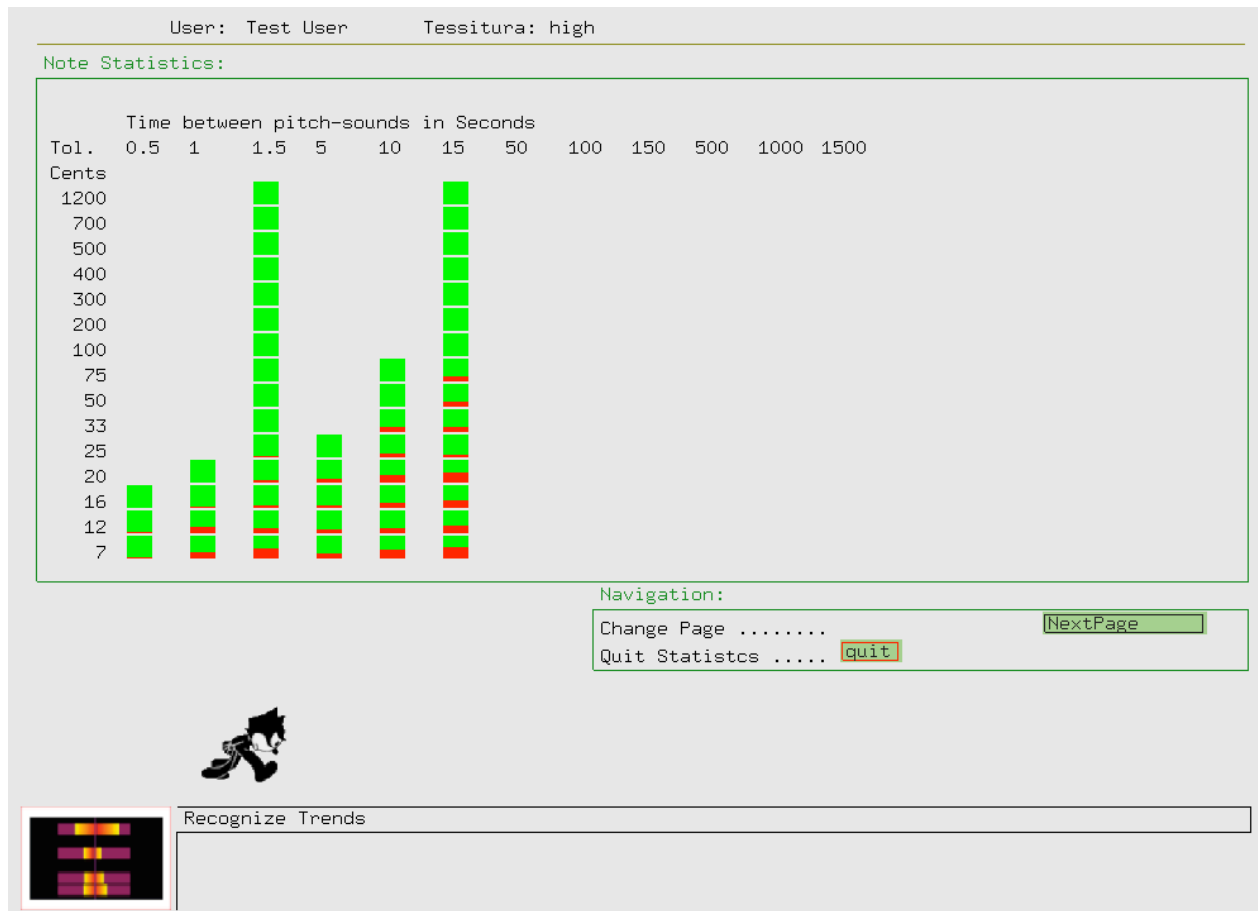 User: Test User Tessitura: high
Note Statistics:
Time between pitch-sounds in Seconds
Tol. 0.5 1 1.5 5 10 15 50 100 150 500 1000 1500
Cents
1200
700
500
400
300
200
100
75
50
33
25
20
16
12
7
Navigation:
Change Page ........ NextPage
Quit Statistcs ..... quit
Recognize Trends